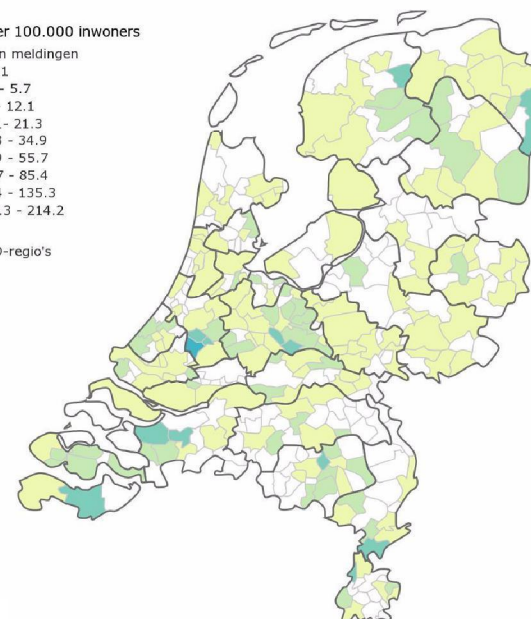 er 100.000 inwoners
n meldingen
1
- 5.7
12.1
- 21.3
- 34.9
- 55.7
- 85.4
- 135.3
.3 - 214.2
-regio's